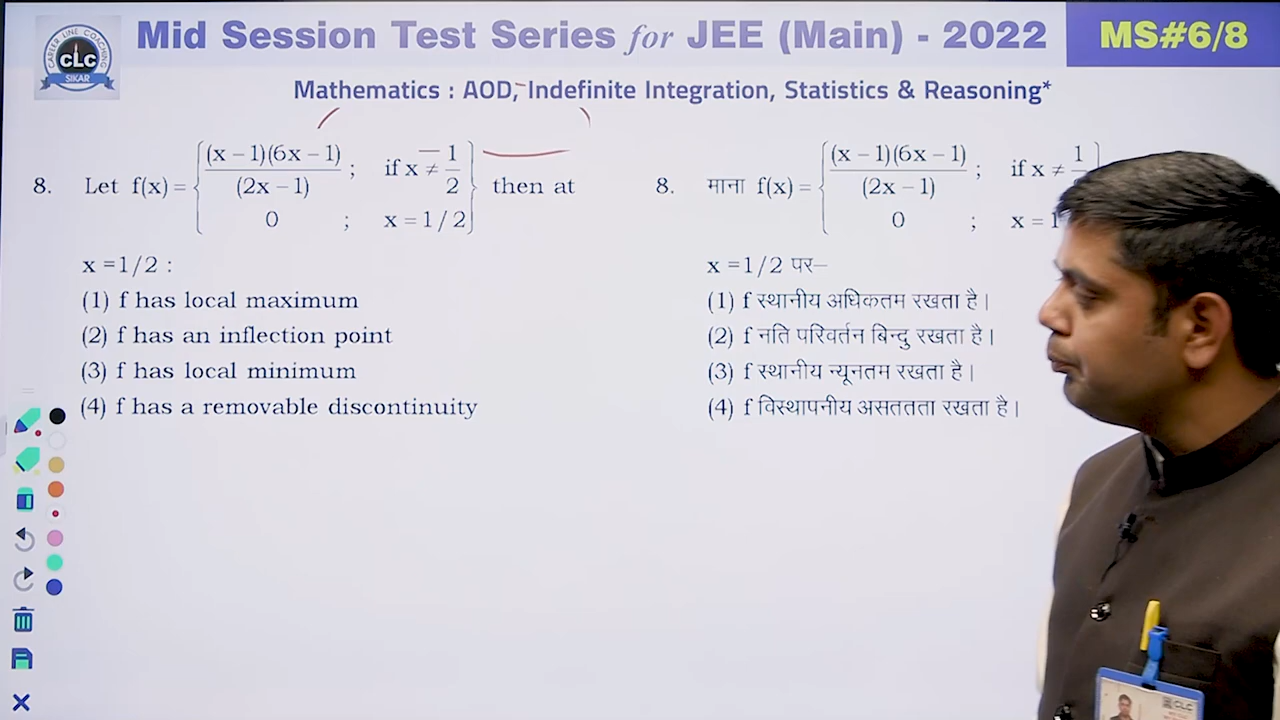 CAREER LINE COACHING
CLC
SIKAR
Mid Session Test Series for JEE (Main) - 2022
MS#6/8
Mathematics : AOD, Indefinite Integration, Statistics & Reasoning*
8. Let f(x) = { (x – 1)(6x – 1) / (2x – 1) ; if x ≠ 1/2
0 ; x = 1/2 } then at
x =1/2 :
(1) f has local maximum
(2) f has an inflection point
(3) f has local minimum
(4) f has a removable discontinuity
8. माना f(x) = { (x – 1)(6x – 1) / (2x – 1) ; if x ≠ 1
0 ; x = 1
x =1/2 पर–
(1) f स्थानीय अधिकतम रखता है।
(2) f नति परिवर्तन बिन्दु रखता है।
(3) f स्थानीय न्यूनतम रखता है।
(4) f विस्थापनीय असततता रखता है।
CLC